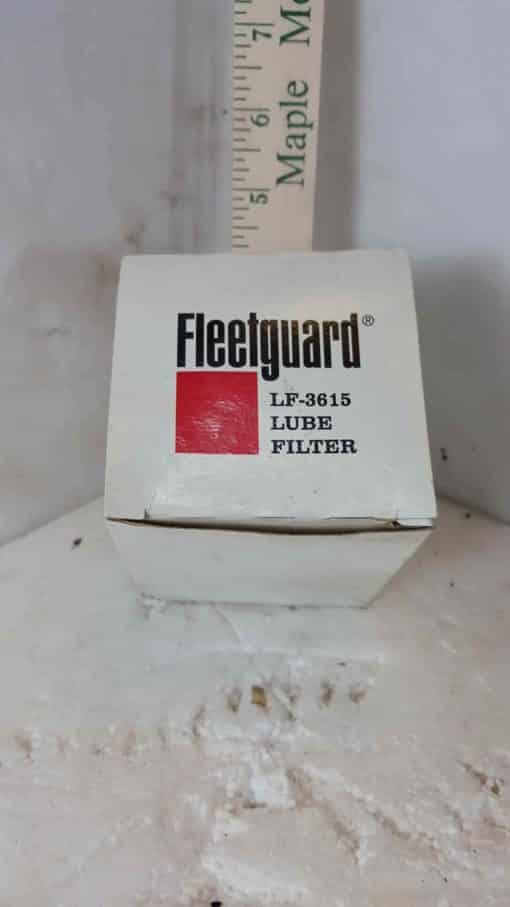 7
6
5
Maple
Fleetguard®
LF-3615
LUBE
FILTER